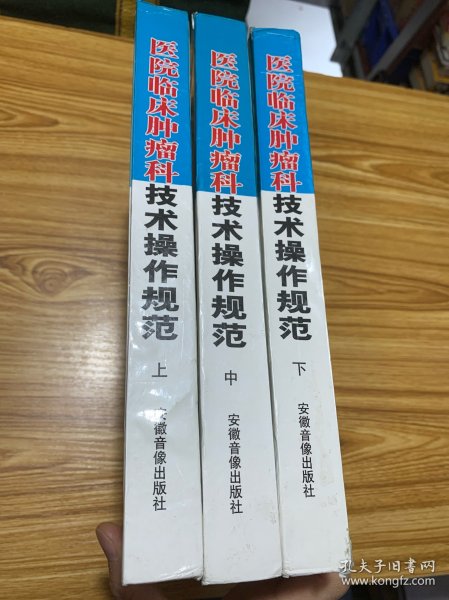 医院临床肿瘤科
技术操作规范
上
安徽音像出版社
医院临床肿瘤科
技术操作规范
中
安徽音像出版社
医院临床肿瘤科
技术操作规范
下
安徽音像出版社
孔夫子旧书网
www.kongfz.com